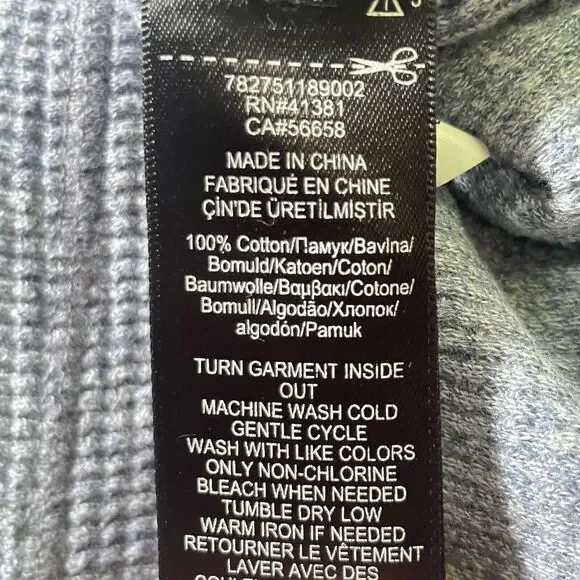 782751189002
RN#41381
CA#56658
MADE IN CHINA
FABRIQUÉ EN CHINE
ÇİN'DE ÜRETİLMİŞTİR
100% Cotton/Памук/Bavlna/
Bomuld/Katoen/Coton/
Baumwolle/Βαμβακι/Cotone/
Bomull/Algodão/Хлопок/
algodón/Pamuk
TURN GARMENT INSIDE
OUT
MACHINE WASH COLD
GENTLE CYCLE
WASH WITH LIKE COLORS
ONLY NON-CHLORINE
BLEACH WHEN NEEDED
TUMBLE DRY LOW
WARM IRON IF NEEDED
RETOURNER LE VÊTEMENT
LAVER AVEC DES